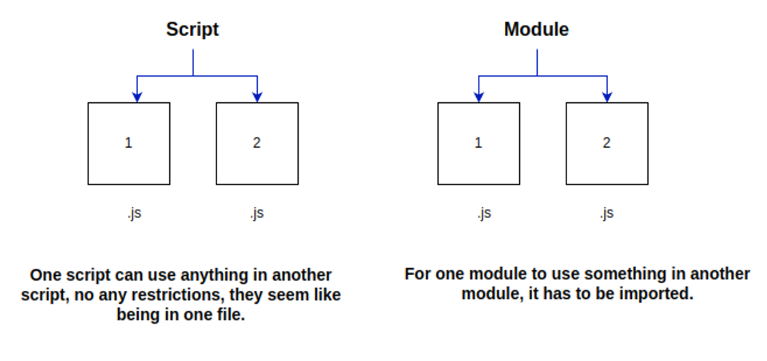 Script
1
2
.js
.js
One script can use anything in another
script, no any restrictions, they seem like
being in one file.
Module
1
2
.js
.js
For one module to use something in another
module, it has to be imported.